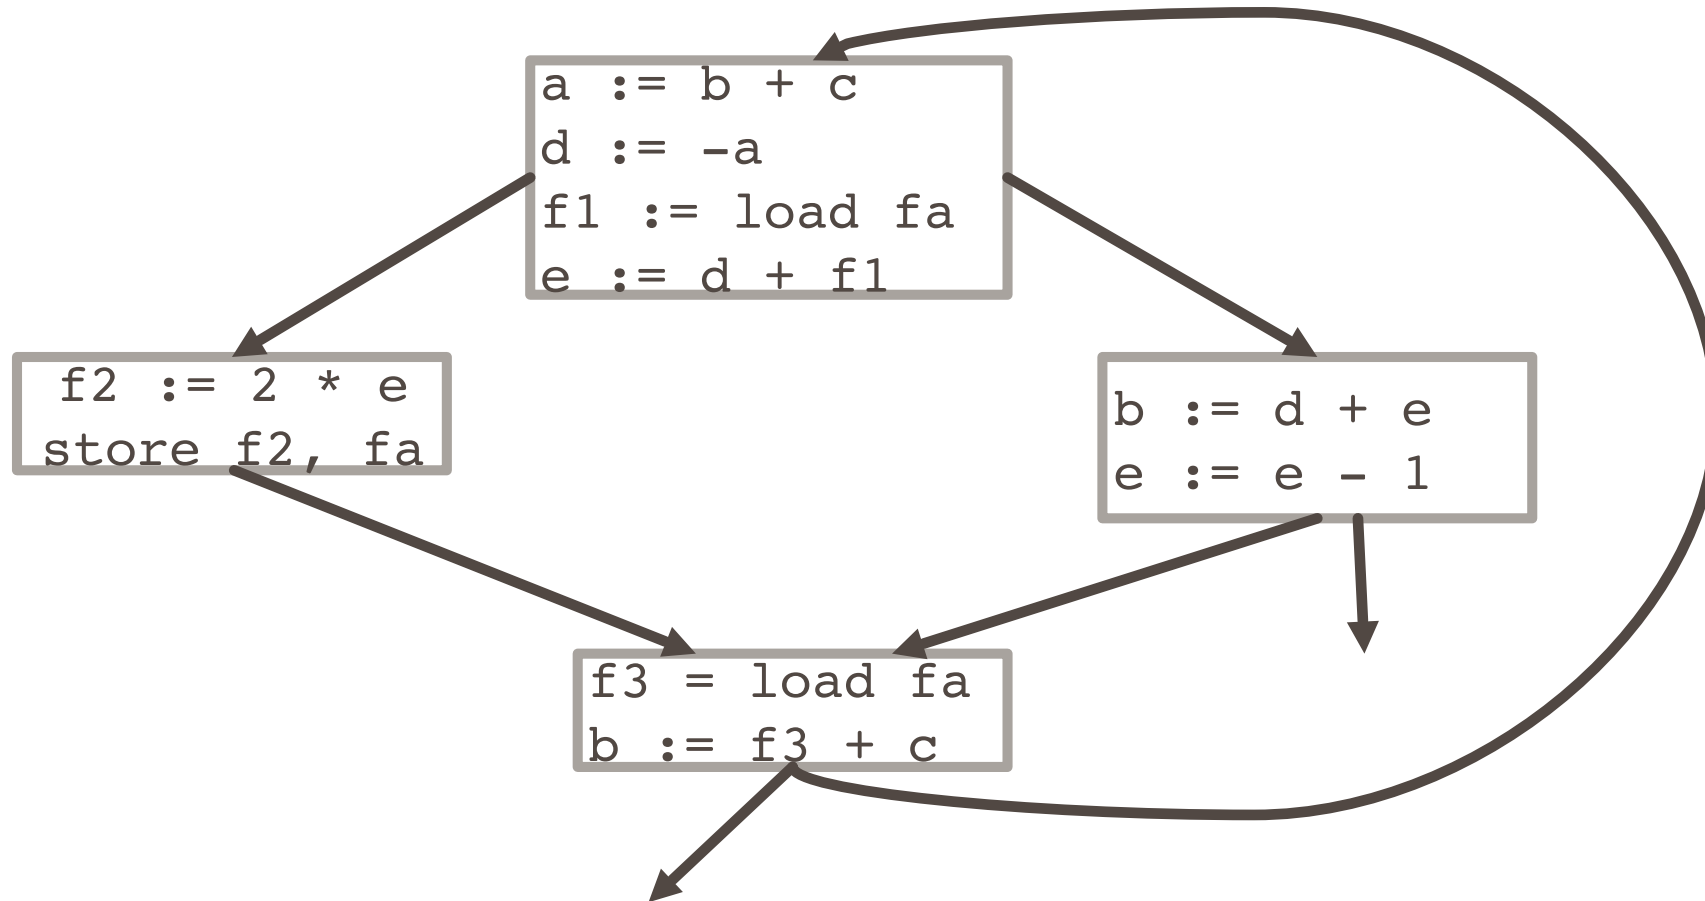 a := b + c
d := -a
f1 := load fa
e := d + f1
f2 := 2 * e
store f2, fa
b := d + e
e := e - 1
f3 = load fa
b := f3 + c